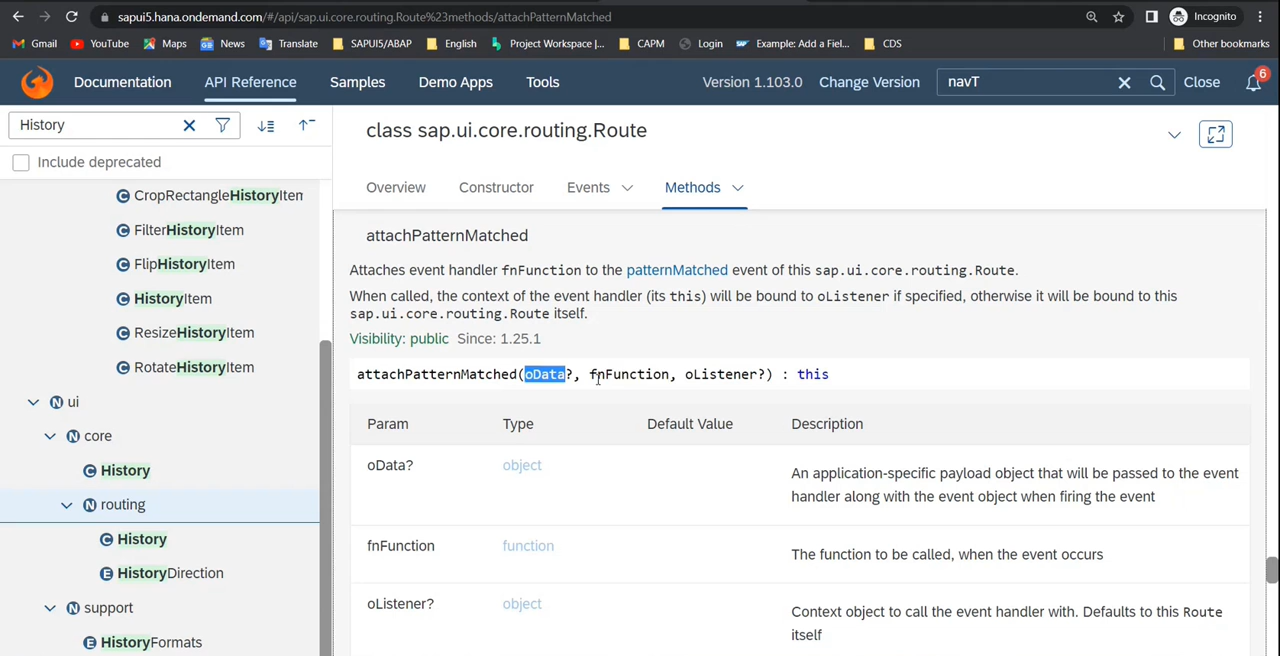 sapui5.hana.ondemand.com/#/api/sap.ui.core.routing.Route%23methods/attachPatternMatched
Incognito
Gmail
YouTube
Maps
News
Translate
SAPUI5/ABAP
English
Project Workspace |...
CAPM
Login
Example: Add a Fiel...
CDS
Other bookmarks
Documentation
API Reference
Samples
Demo Apps
Tools
Version 1.103.0
Change Version
navT
Close
6
History
Include deprecated
CropRectangleHistoryIten
FilterHistoryItem
FlipHistoryItem
HistoryItem
ResizeHistoryItem
RotateHistoryItem
N ui
N core
C History
N routing
C History
E HistoryDirection
N support
E HistoryFormats
class sap.ui.core.routing.Route
Overview
Constructor
Events
Methods
attachPatternMatched
Attaches event handler fnFunction to the patternMatched event of this sap.ui.core.routing.Route.
When called, the context of the event handler (its this) will be bound to oListener if specified, otherwise it will be bound to this
sap.ui.core.routing.Route itself.
Visibility: public Since: 1.25.1
attachPatternMatched(oData?, fnFunction, oListener?) : this
Param Type Default Value Description
oData? object An application-specific payload object that will be passed to the event
handler along with the event object when firing the event
fnFunction function The function to be called, when the event occurs
oListener? object Context object to call the event handler with. Defaults to this Route
itself